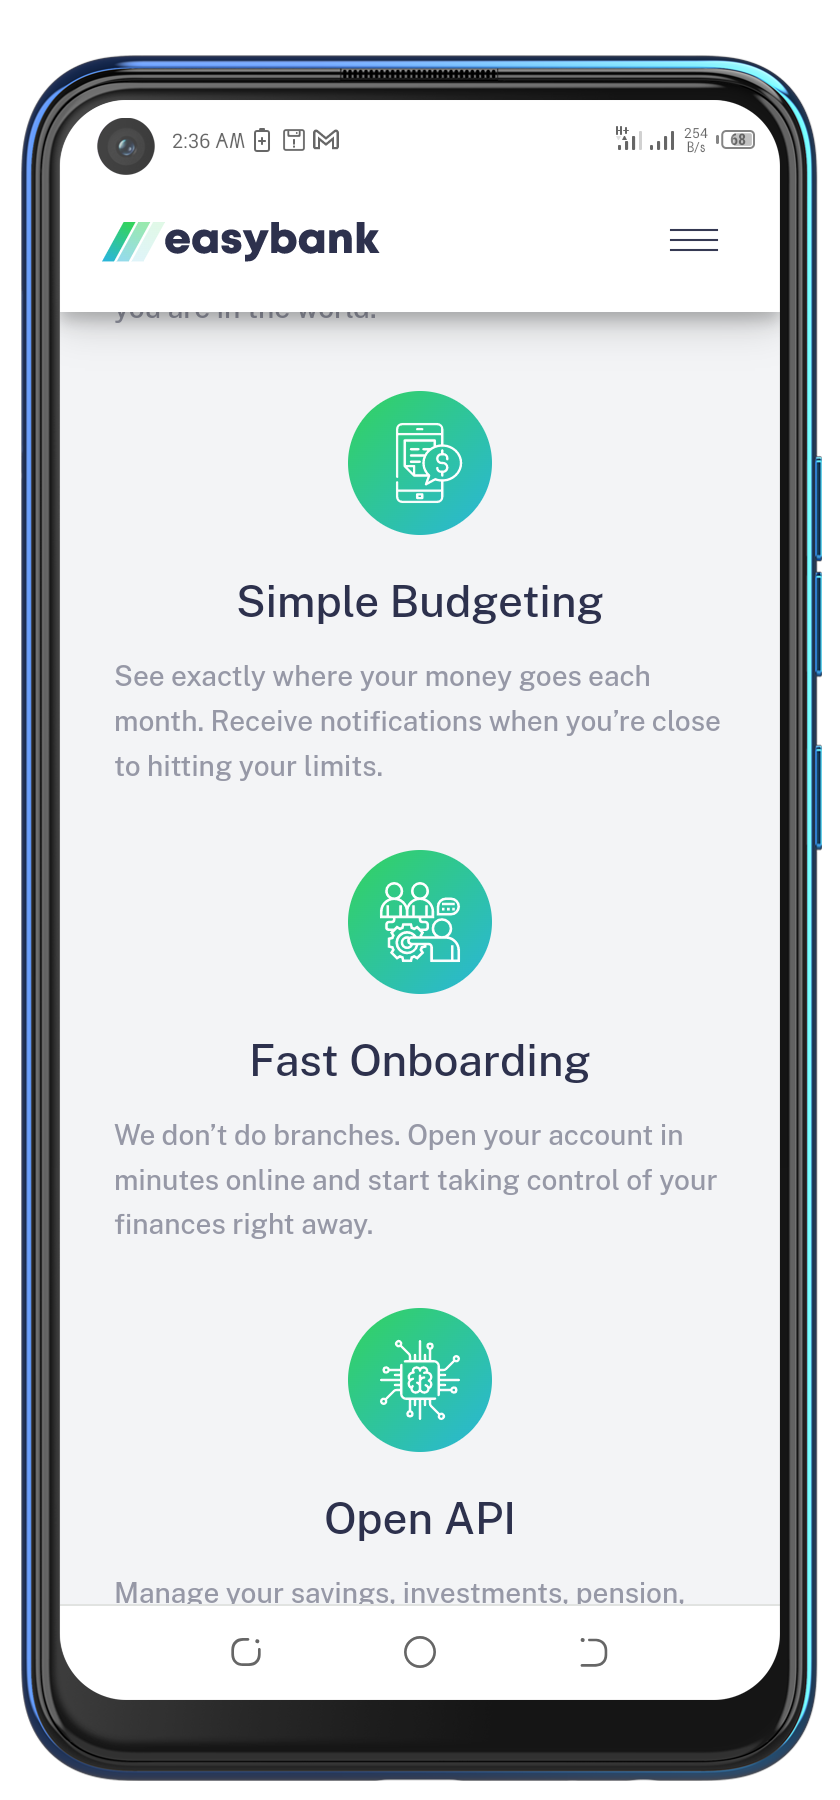 2:36 AM
H+
254
B/s
68
easybank
you are in the world.
Simple Budgeting
See exactly where your money goes each
month. Receive notifications when you’re close
to hitting your limits.
Fast Onboarding
We don’t do branches. Open your account in
minutes online and start taking control of your
finances right away.
Open API
Manage your savings, investments, pension,